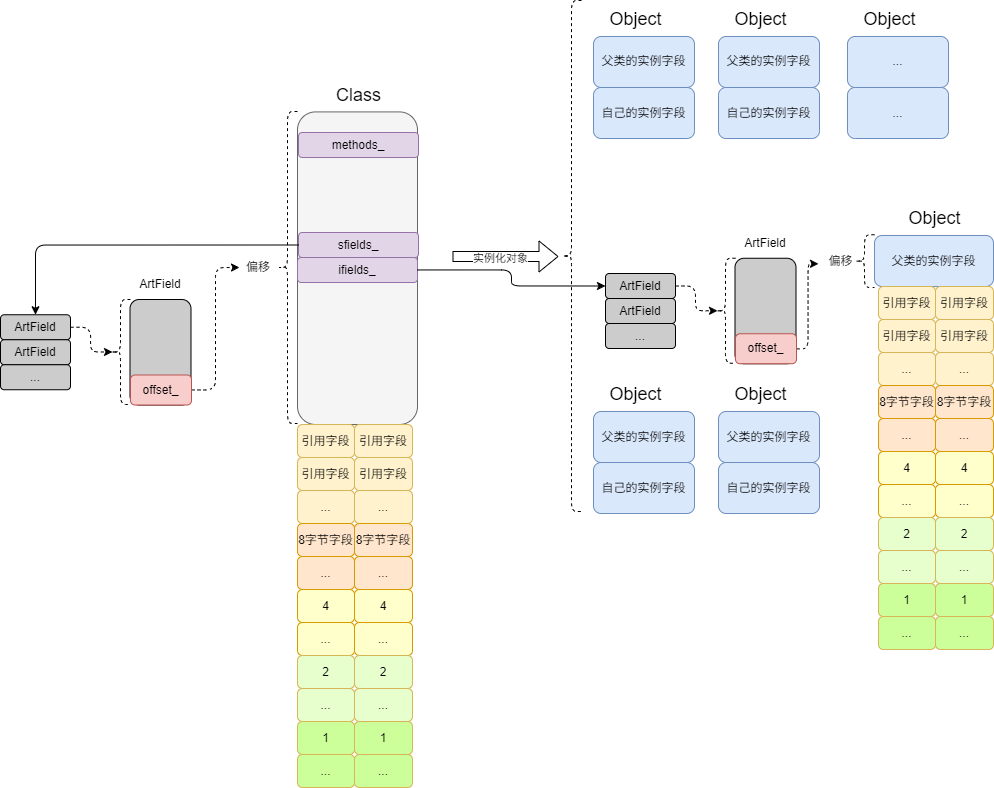 Object
Object
Object
父类的实例字段
父类的实例字段
...
自己的实例字段
自己的实例字段
...
Class
methods_
sfields_
ifields_
实例化对象
偏移
ArtField
offset_
ArtField
ArtField
...
引用字段
引用字段
引用字段
引用字段
...
...
8字节字段
8字节字段
...
...
4
4
...
...
2
2
...
...
1
1
...
...
ArtField
ArtField
...
ArtField
offset_
偏移
Object
父类的实例字段
引用字段
引用字段
引用字段
引用字段
...
...
8字节字段
8字节字段
...
...
4
4
...
...
2
2
...
...
1
1
...
...
Object
Object
父类的实例字段
父类的实例字段
自己的实例字段
自己的实例字段